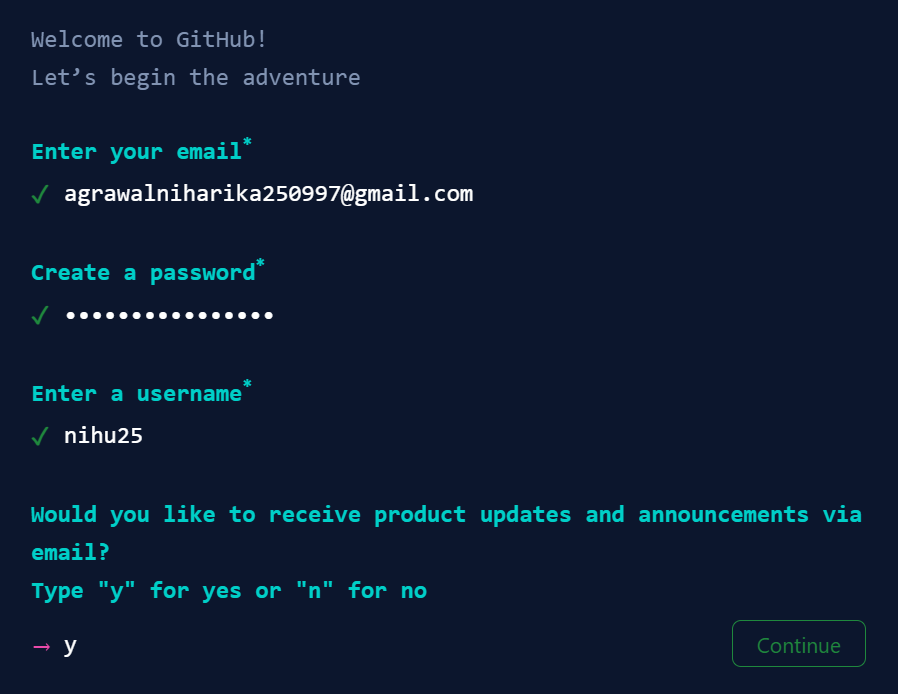 Welcome to GitHub!
Let’s begin the adventure
Enter your email*
✓ agrawalniharika250997@gmail.com
Create a password*
✓ ••••••••••••••••
Enter a username*
✓ nihu25
Would you like to receive product updates and announcements via
email?
Type "y" for yes or "n" for no
→ y
Continue